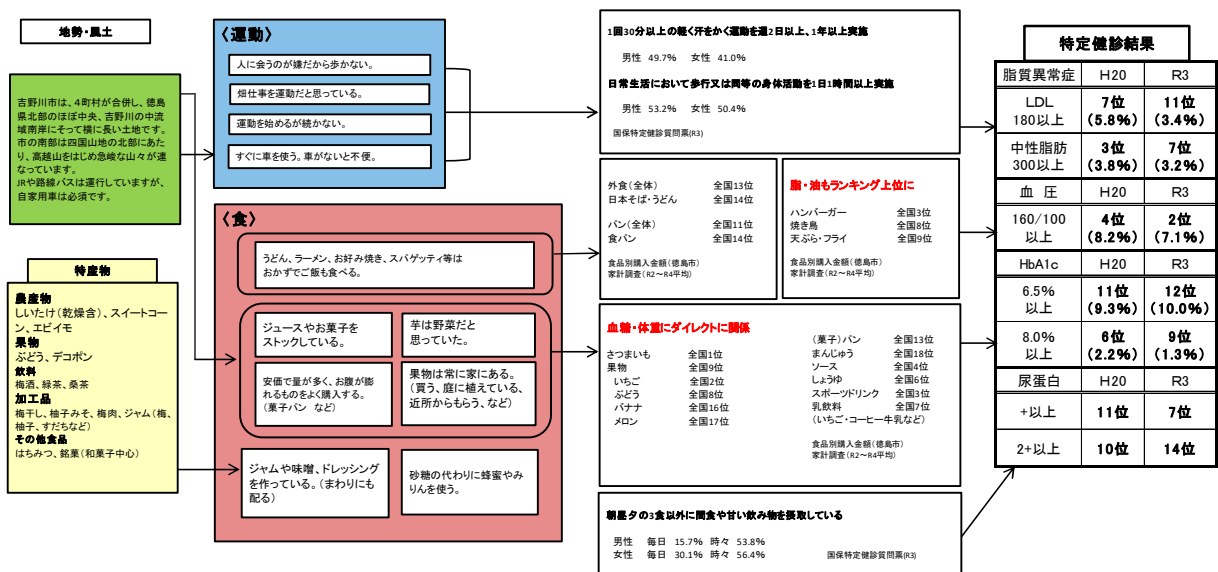 地勢・風土
吉野川市は、4町村が合併し、徳島
県北部のほぼ中央、吉野川の中流
域南岸にそって横に長い土地です。
市の南部は四国山地の北部にあた
り、高越山をはじめ急峻な山々が連
なっています。
JRや路線バスは運行していますが、
自家用車は必須です。
特産物
農産物
しいたけ(乾燥含)、スイートコー
ン、エビイモ
果物
ぶどう、デコポン
飲料
梅酒、緑茶、桑茶
加工品
梅干し、柚子みそ、梅肉、ジャム(梅、
柚子、すだちなど)
その他食品
はちみつ、銘菓(和菓子中心)
〈運動〉
人に会うのが嫌だから歩かない。
畑仕事を運動だと思っている。
運動を始めるが続かない。
すぐに車を使う。車がないと不便。
〈食〉
うどん、ラーメン、お好み焼き、スパゲッティ等は
おかずでご飯も食べる。
ジュースやお菓子を
ストックしている。
芋は野菜だと
思っていた。
安価で量が多く、お腹が膨
れるものをよく購入する。
(菓子パン など)
果物は常に家にある。
(買う、庭に植えている、
近所からもらう、など)
ジャムや味噌、ドレッシング
を作っている。(まわりにも
配る)
砂糖の代わりに蜂蜜やみ
りんを使う。
1回30分以上の軽く汗をかく運動を週2日以上、1年以上実施
男性 49.7% 女性 41.0%
日常生活において歩行又は同等の身体活動を1日1時間以上実施
男性 53.2% 女性 50.4%
国保特定健診質問票(R3)
外食(全体) 全国13位
日本そば・うどん 全国14位
パン(全体) 全国11位
食パン 全国14位
食品別購入金額(徳島市)
家計調査(R2~R4平均)
脂・油もランキング上位に
ハンバーガー 全国3位
焼き鳥 全国8位
天ぷら・フライ 全国9位
食品別購入金額(徳島市)
家計調査(R2~R4平均)
血糖・体重にダイレクトに関係
さつまいも 全国1位
果物 全国9位
いちご 全国2位
ぶどう 全国8位
バナナ 全国16位
メロン 全国17位
(菓子)パン 全国13位
まんじゅう 全国18位
ソース 全国4位
しょうゆ 全国6位
スポーツドリンク 全国3位
乳飲料 全国7位
(いちご・コーヒー牛乳など)
食品別購入金額(徳島市)
家計調査(R2~R4平均)
朝昼夕の3食以外に間食や甘い飲み物を摂取している
男性 毎日 15.7% 時々 53.8%
女性 毎日 30.1% 時々 56.4%
国保特定健診質問票(R3)
特定健診結果
脂質異常症 H20 R3
LDL 7位 11位
180以上 (5.8%) (3.4%)
中性脂肪 3位 7位
300以上 (3.8%) (3.2%)
血 圧 H20 R3
160/100 4位 2位
以上 (8.2%) (7.1%)
HbA1c H20 R3
6.5% 11位 12位
以上 (9.3%) (10.0%)
8.0% 6位 9位
以上 (2.2%) (1.3%)
尿蛋白 H20 R3
+以上 11位 7位
2+以上 10位 14位